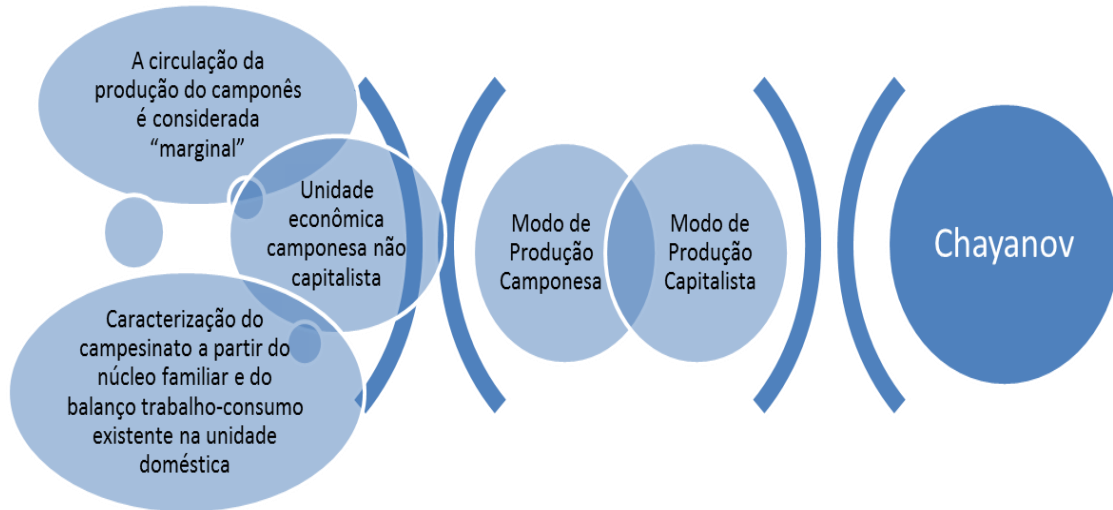 A circulação da
produção do camponês
é considerada
“marginal”
Unidade
econômica
camponesa não
capitalista
Caracterização do
campesinato a partir do
núcleo familiar e do
balanço trabalho-consumo
existente na unidade
doméstica
Modo de
Produção
Camponesa
Modo de
Produção
Capitalista
Chayanov